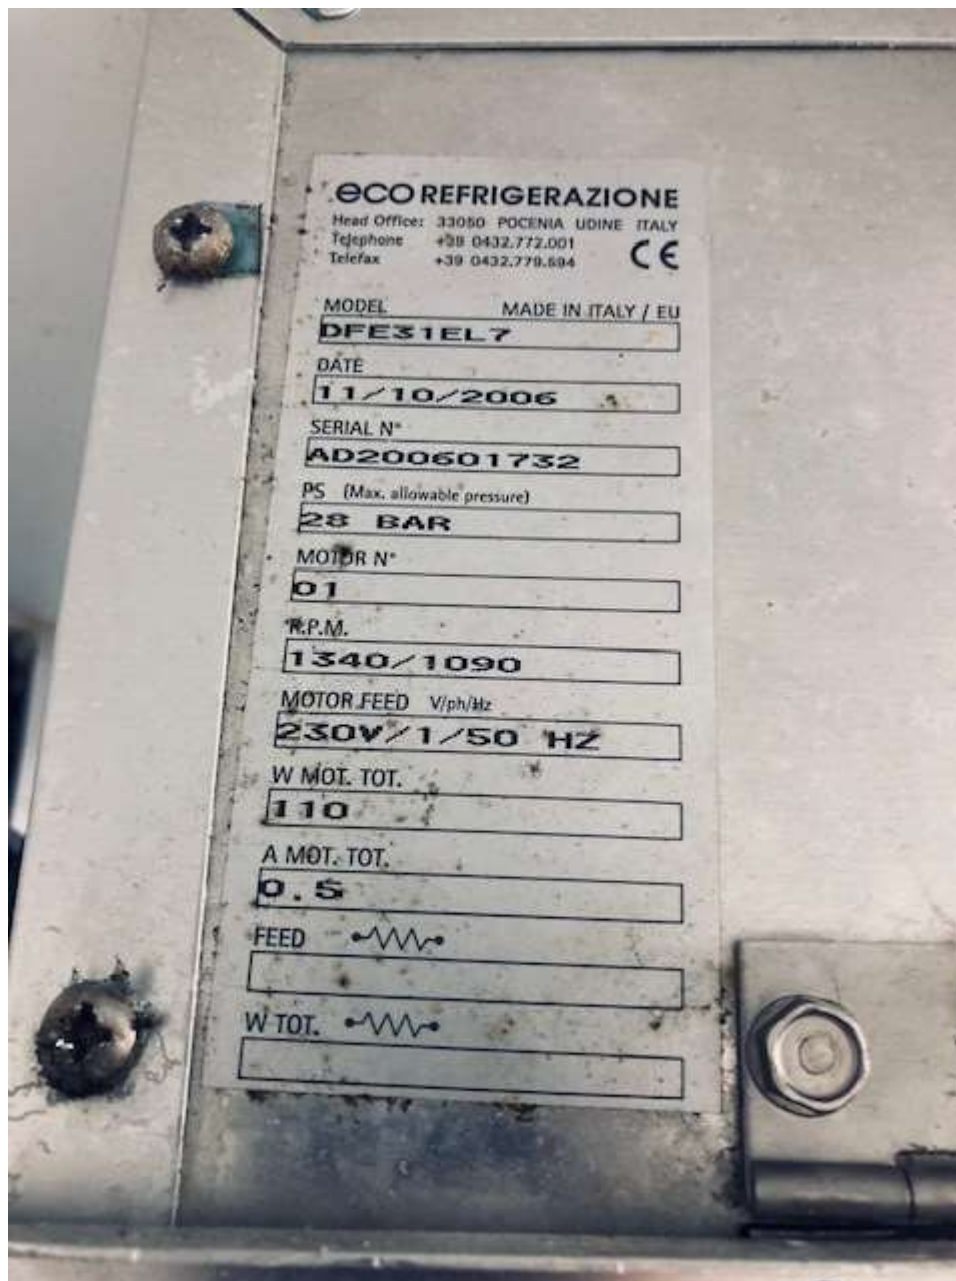 eco REFRIGERAZIONE
Head Office: 33050 POCENIA UDINE ITALY
Telephone +39 0432.772.001
Telefax +39 0432.779.594
CE
MODEL MADE IN ITALY / EU
DFE31EL7
DATE
11/10/2006
SERIAL N°
AD200601732
PS (Max. allowable pressure)
28 BAR
MOTOR N°
01
R.P.M.
1340/1090
MOTOR FEED V/ph/Hz
230V/1/50 HZ
W MOT. TOT.
110
A MOT. TOT.
0.5
FEED
W TOT.